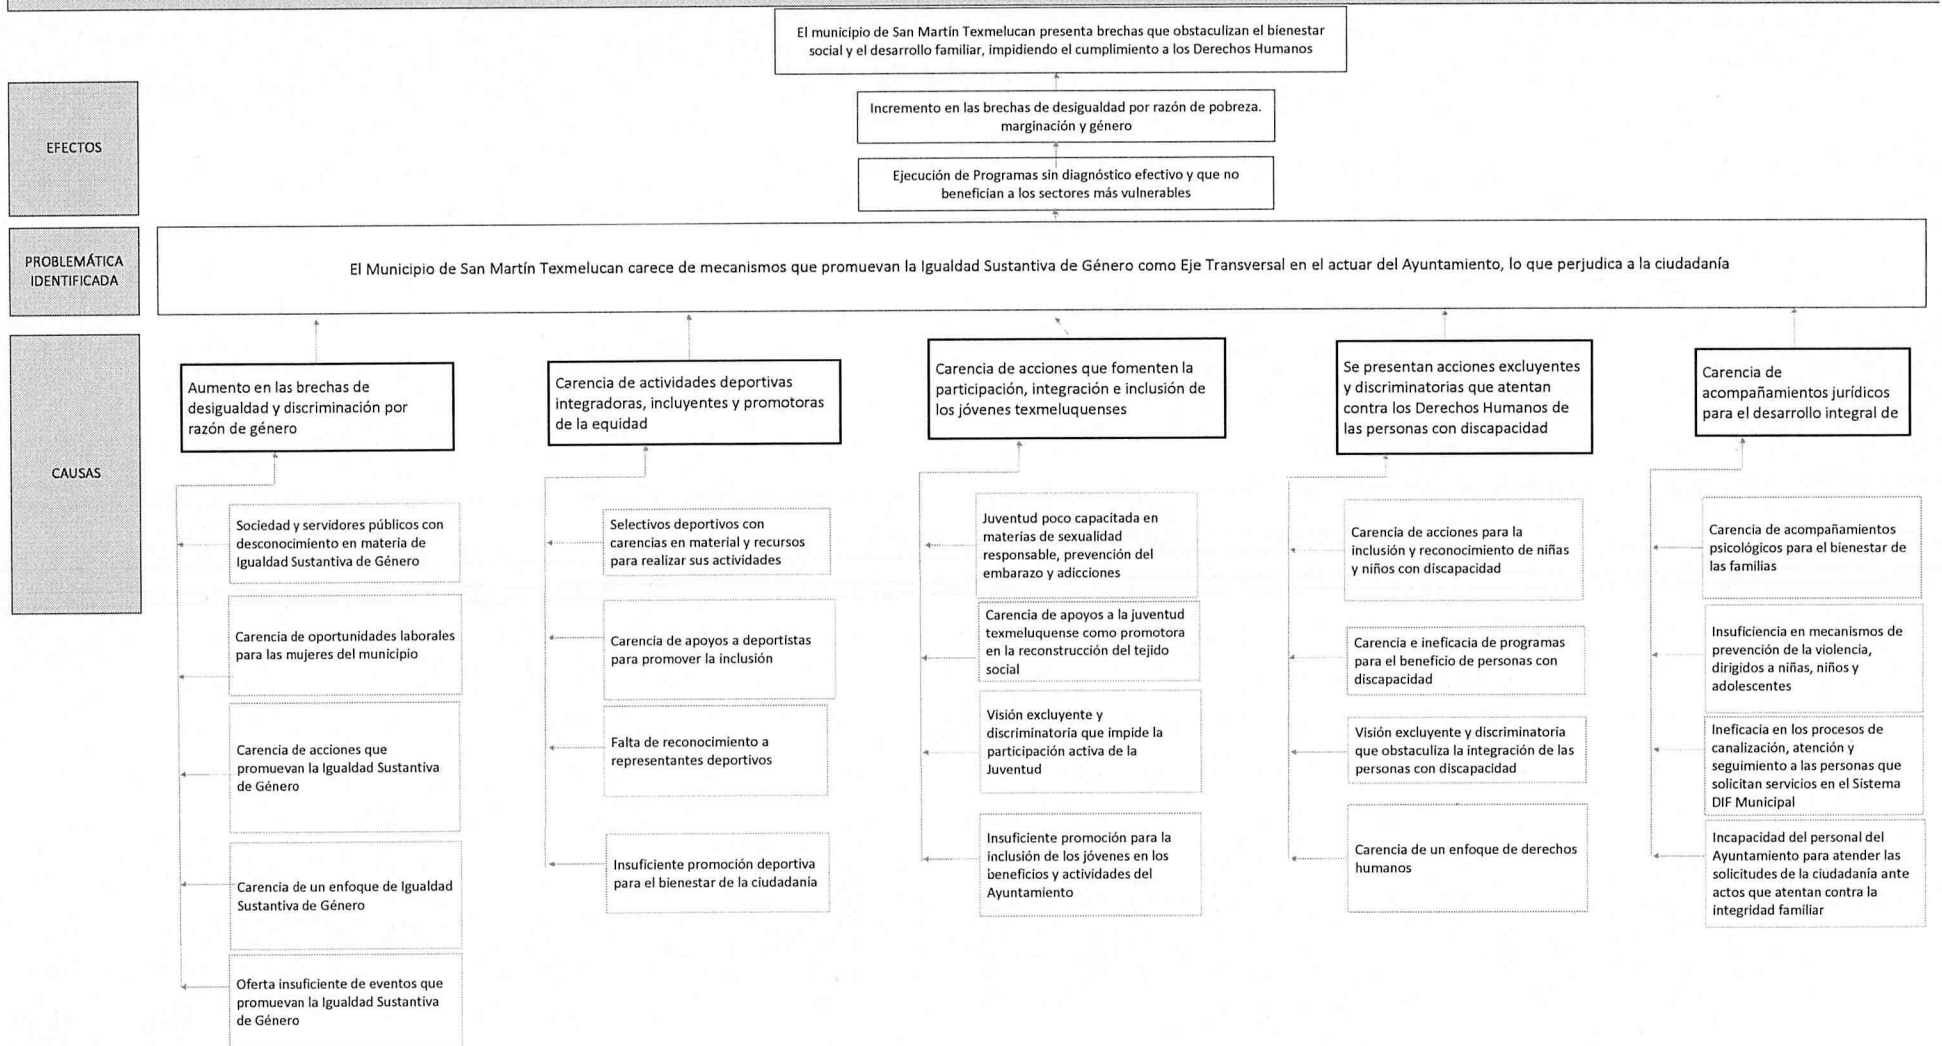 El municipio de San Martín Texmelucan presenta brechas que obstaculizan el bienestar
social y el desarrollo familiar, impidiendo el cumplimiento a los Derechos Humanos
EFECTOS
Incremento en las brechas de desigualdad por razón de pobreza.
marginación y género
Ejecución de Programas sin diagnóstico efectivo y que no
benefician a los sectores más vulnerables
PROBLEMÁTICA
IDENTIFICADA
El Municipio de San Martín Texmelucan carece de mecanismos que promuevan la Igualdad Sustantiva de Género como Eje Transversal en el actuar del Ayuntamiento, lo que perjudica a la ciudadanía
CAUSAS
Aumento en las brechas de
desigualdad y discriminación por
razón de género
Sociedad y servidores públicos con
desconocimiento en materia de
Igualdad Sustantiva de Género
Carencia de oportunidades laborales
para las mujeres del municipio
Carencia de acciones que
promuevan la Igualdad Sustantiva
de Género
Carencia de un enfoque de Igualdad
Sustantiva de Género
Oferta insuficiente de eventos que
promuevan la Igualdad Sustantiva
de Género
Carencia de actividades deportivas
integradoras, incluyentes y promotoras
de la equidad
Selectivos deportivos con
carencias en material y recursos
para realizar sus actividades
Carencia de apoyos a deportistas
para promover la inclusión
Falta de reconocimiento a
representantes deportivos
Insuficiente promoción deportiva
para el bienestar de la ciudadanía
Carencia de acciones que fomenten la
participación, integración e inclusión de
los jóvenes texmeluquenses
Juventud poco capacitada en
materias de sexualidad
responsable, prevención del
embarazo y adicciones
Carencia de apoyos a la juventud
texmeluquense como promotora
en la reconstrucción del tejido
social
Visión excluyente y
discriminatoria que impide la
participación activa de la
Juventud
Insuficiente promoción para la
inclusión de los jóvenes en los
beneficios y actividades del
Ayuntamiento
Se presentan acciones excluyentes
y discriminatorias que atentan
contra los Derechos Humanos de
las personas con discapacidad
Carencia de acciones para la
inclusión y reconocimiento de niñas
y niños con discapacidad
Carencia e ineficacia de programas
para el beneficio de personas con
discapacidad
Visión excluyente y discriminatoria
que obstaculiza la integración de las
personas con discapacidad
Carencia de un enfoque de derechos
humanos
Carencia de
acompañamientos jurídicos
para el desarrollo integral de
Carencia de acompañamientos
psicológicos para el bienestar de
las familias
Insuficiencia en mecanismos de
prevención de la violencia,
dirigidos a niñas, niños y
adolescentes
Ineficacia en los procesos de
canalización, atención y
seguimiento a las personas que
solicitan servicios en el Sistema
DIF Municipal
Incapacidad del personal del
Ayuntamiento para atender las
solicitudes de la ciudadanía ante
actos que atentan contra la
integridad familiar